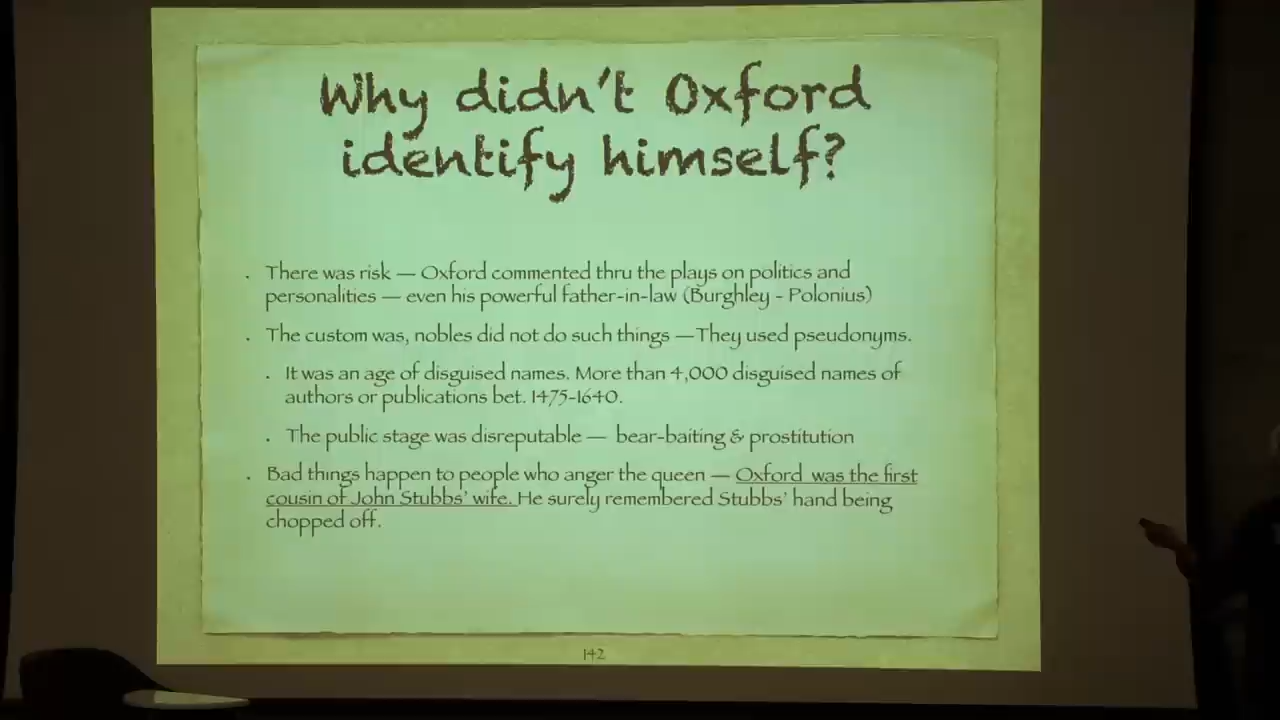 Why didn't Oxford
identify himself?
. There was risk — Oxford commented thru the plays on politics and
personalities — even his powerful father-in-law (Burghley - Polonius)
. The custom was, nobles did not do such things —They used pseudonyms.
. It was an age of disguised names. More than 4,000 disguised names of
authors or publications bet. 1475-1640.
. The public stage was disreputable — bear-baiting & prostitution
. Bad things happen to people who anger the queen — Oxford was the first
cousin of John Stubbs' wife. He surely remembered Stubbs' hand being
chopped off.
142